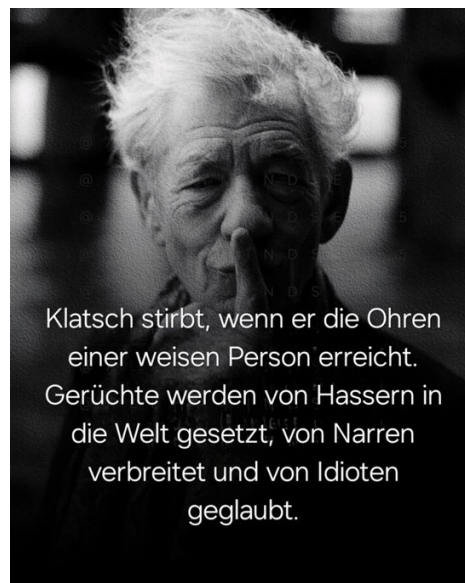 Klatsch stirbt, wenn er die Ohren
einer weisen Person erreicht.
Gerüchte werden von Hassern in
die Welt gesetzt, von Narren
verbreitet und von Idioten
geglaubt.